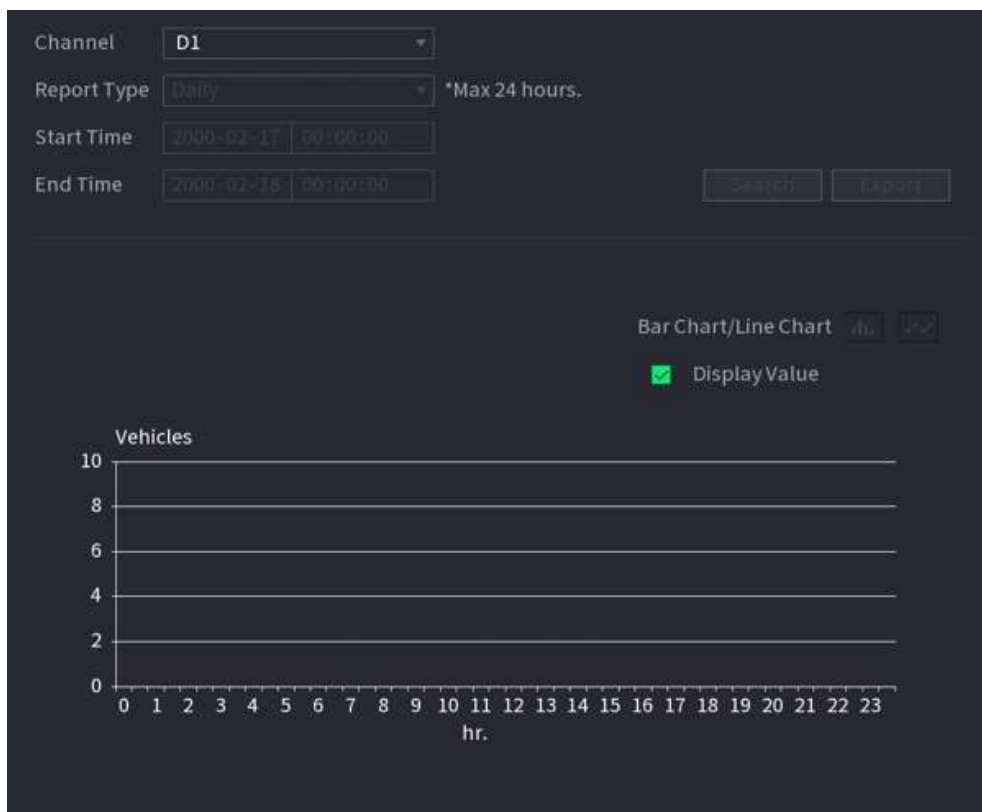 Channel D1
Report Type Daily *Max 24 hours.
Start Time 2000-02-17 00:00:00
End Time 2000-02-18 00:00:00 Search Export
Bar Chart/Line Chart
Display Value
Vehicles
10
8
6
4
2
0
0 1 2 3 4 5 6 7 8 9 10 11 12 13 14 15 16 17 18 19 20 21 22 23
hr.